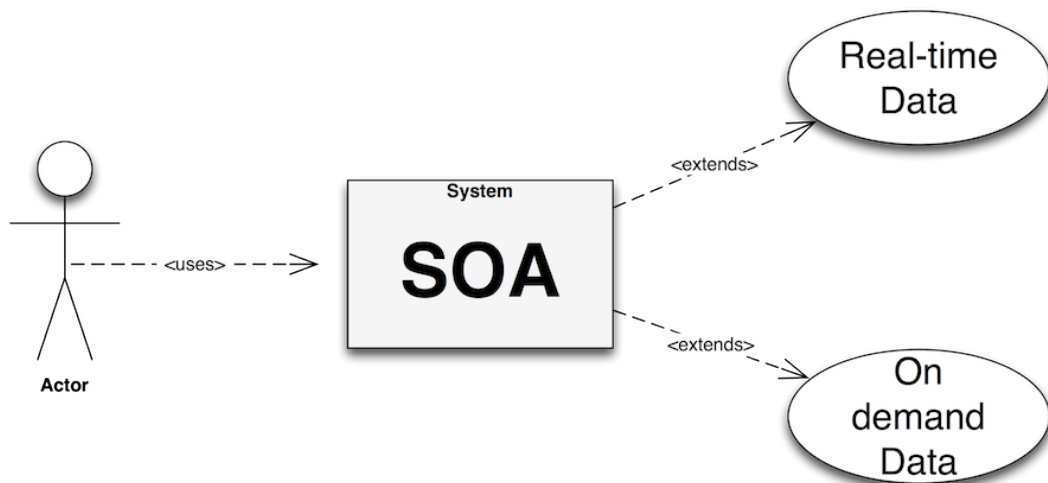 Real-time
Data
<extends>
System
SOA
<uses>
<extends>
Actor
On
demand
Data